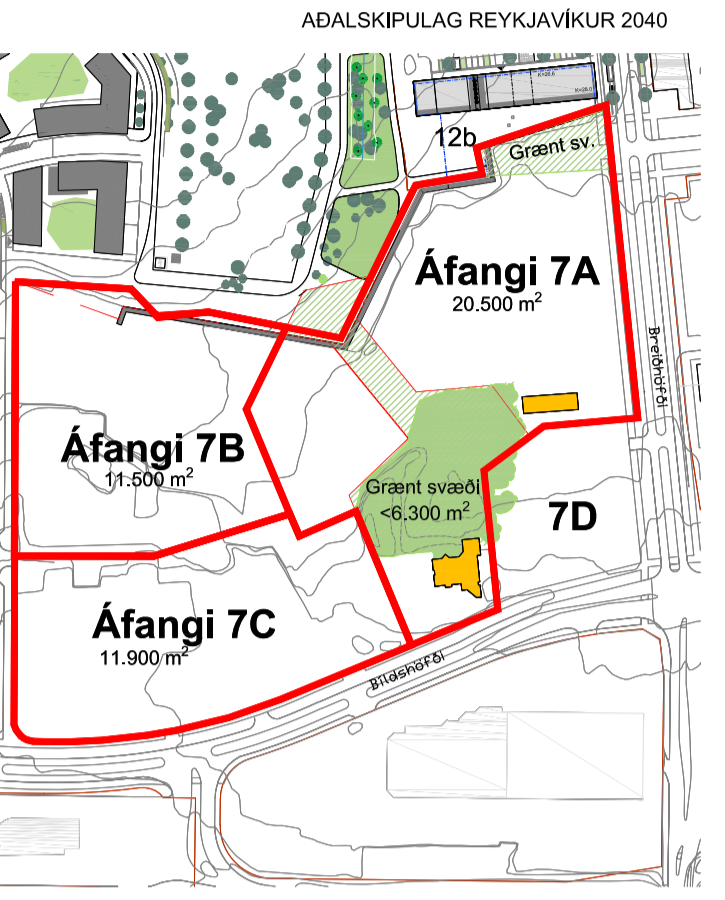 AÐALSKIPULAG REYKJAVÍKUR 2040
12b
Grænt sv.
Áfangi 7A
20.500 m²
Breiðhöfði
Áfangi 7B
11.500 m²
Grænt svæði
<6.300 m²
7D
Áfangi 7C
11.900 m²
Bíldshöfði